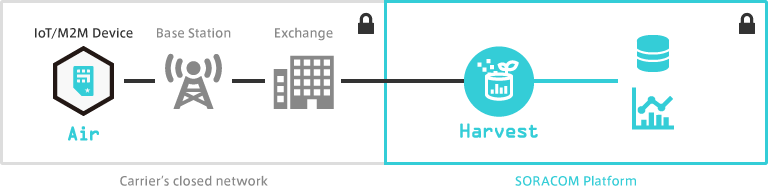 IoT/M2M Device
Base Station
Exchange
Air
Harvest
Carrier's closed network
SORACOM Platform